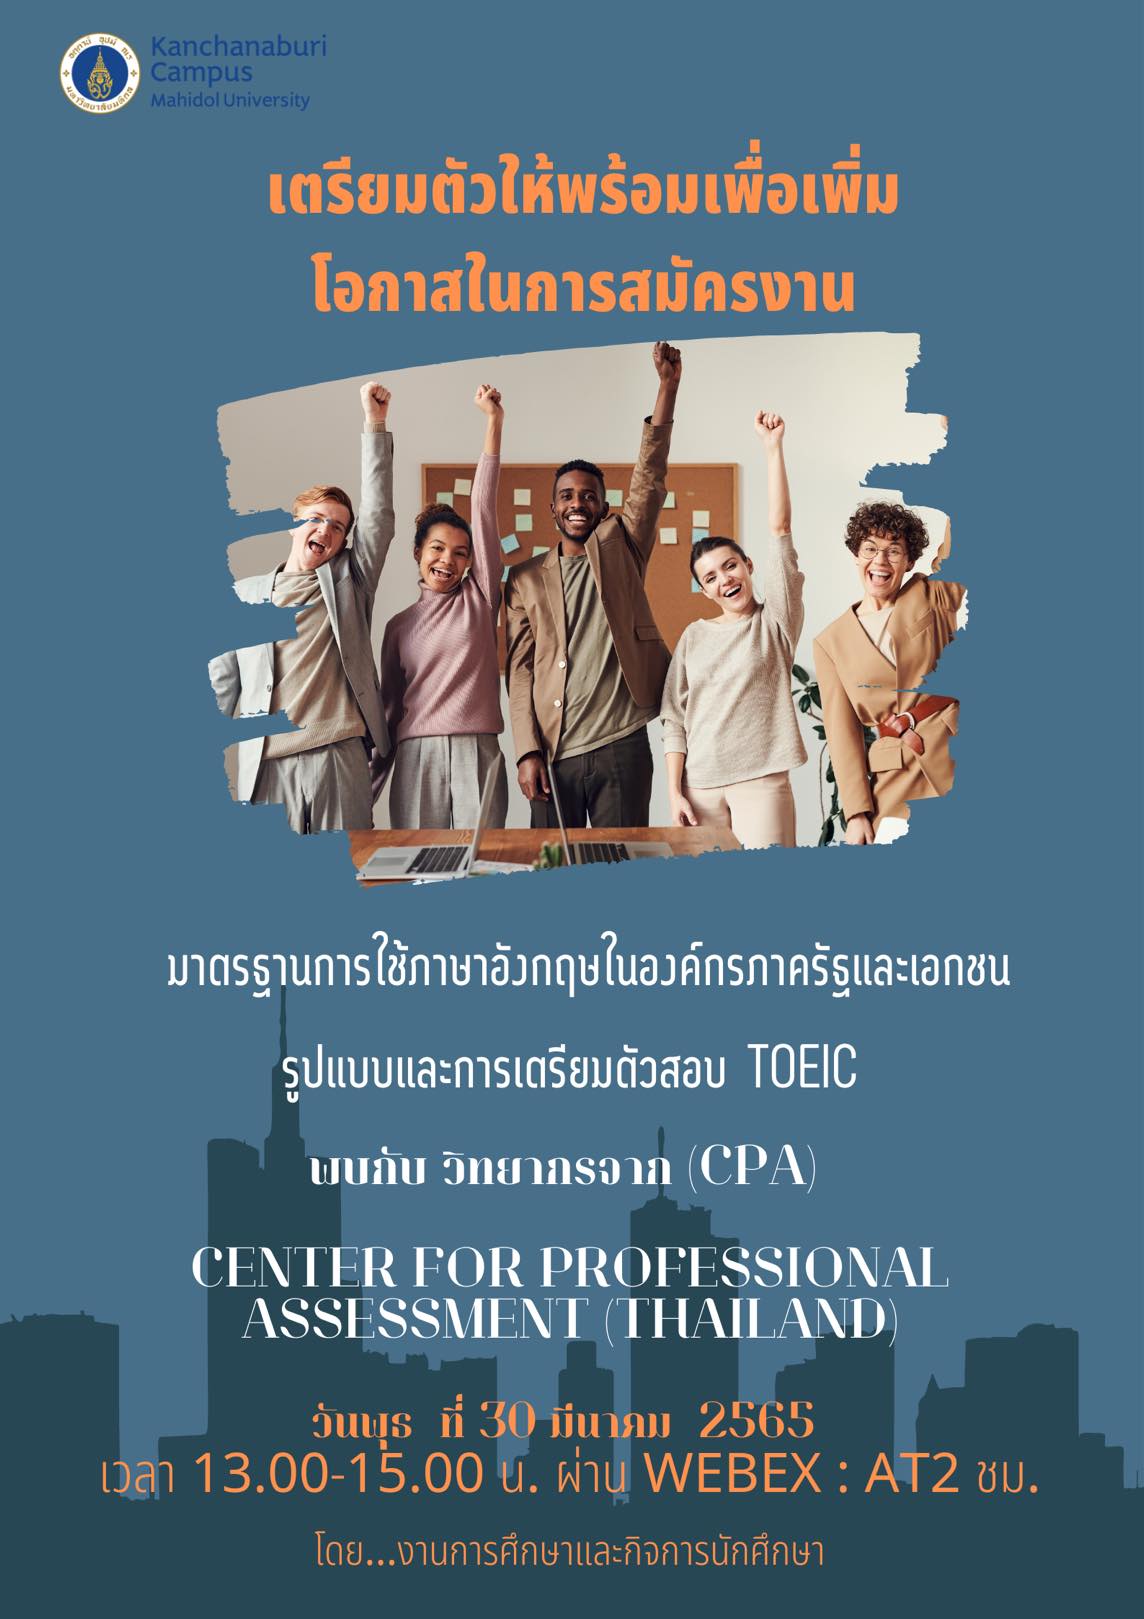 Kanchanaburi
Campus
Mahidol University
เตรียมตัวให้พร้อมเพื่อเพิ่ม
โอกาสในการสมัครงาน
มาตรฐานการใช้ภาษาอังกฤษในองค์กรภาครัฐและเอกชน
รูปแบบและการเตรียมตัวสอบ TOEIC
พบกับ วิทยากรจาก (CPA)
CENTER FOR PROFESSIONAL
ASSESSMENT (THAILAND)
วันพุธ ที่ 30 มีนาคม 2565
เวลา 13.00-15.00 น. ผ่าน WEBEX : AT2 ชม.
โดย...งานการศึกษาและกิจการนักศึกษา